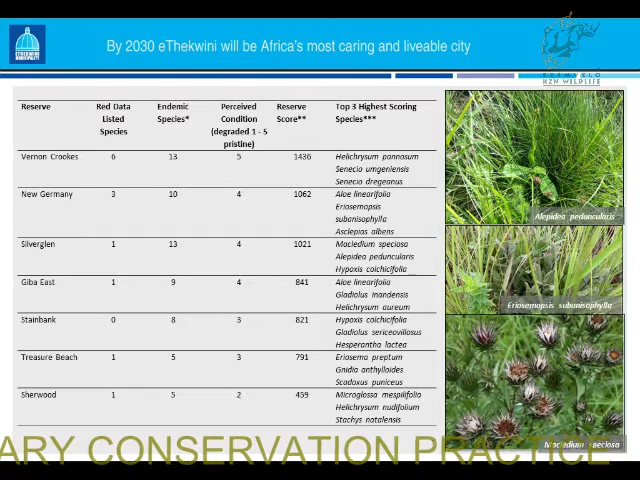 ETHEKWINI
MUNICIPALITY
By 2030 eThekwini will be Africa's most caring and liveable city
EZEMVELO
KZN WILDLIFE
Reserve Red Data Listed Species Endemic Species* Perceived Condition (degraded 1 - 5 pristine) Reserve Score** Top 3 Highest Scoring Species***
Vernon Crookes 6 13 5 1436 Helichrysum pannosum
Senecio umgeniensis
Senecio dregeanus
New Germany 3 10 4 1062 Aloe linearifolia
Eriosemopsis
subanisophylla
Asclepias albens
Silverglen 1 13 4 1021 Macledium speciosa
Alepidea peduncularis
Hypoxis colchicifolia
Giba East 1 9 4 841 Aloe linearifolia
Gladiolus inandensis
Helichrysum aureum
Stainbank 0 8 3 821 Hypoxis colchicifolia
Gladiolus sericeovillosus
Hesperantha lactea
Treasure Beach 1 5 3 791 Eriosema preptum
Gnidia anthylloides
Scadoxus puniceus
Sherwood 1 5 2 459 Microglossa mespilifolia
Helichrysum nudifolium
Stachys natalensis
Alepidea peduncularis
Eriosemopsis subanisophylla
Macledium speciosa
ARY CONSERVATION PRACTICE